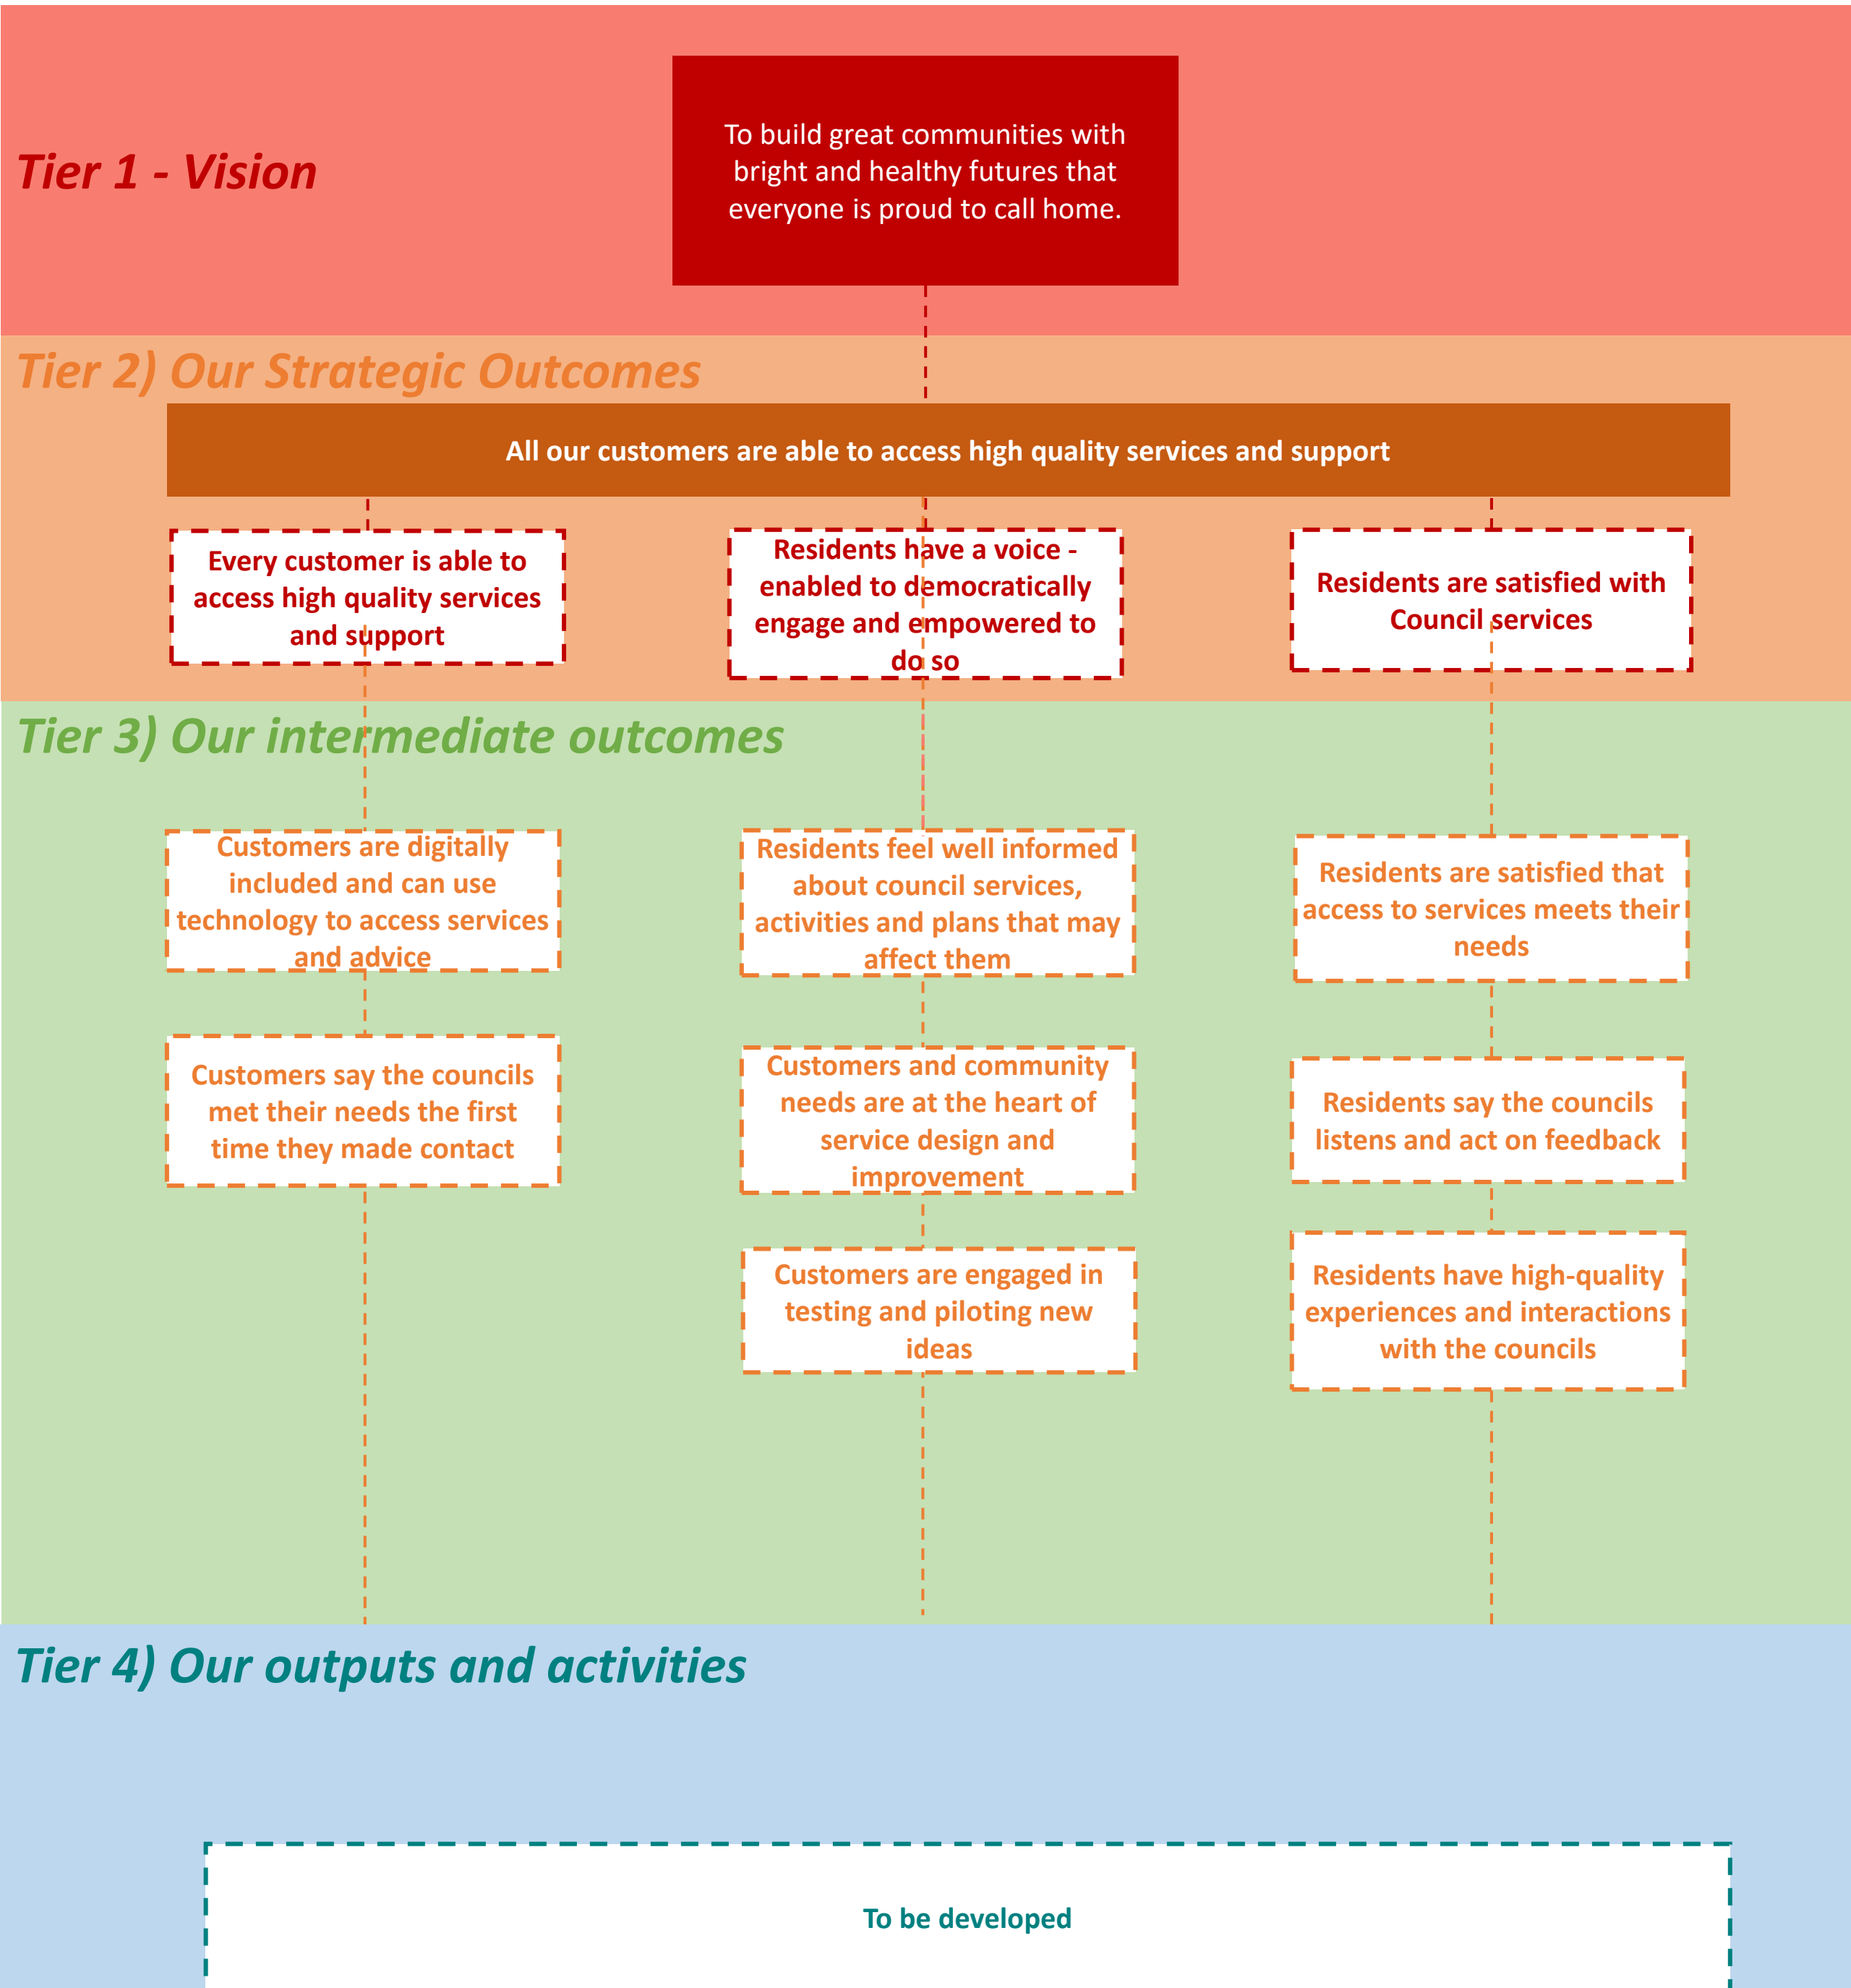 Tier 1 - Vision
To build great communities with
bright and healthy futures that
everyone is proud to call home.
Tier 2) Our Strategic Outcomes
All our customers are able to access high quality services and support
Every customer is able to
access high quality services
and support
Residents have a voice -
enabled to democratically
engage and empowered to
do so
Residents are satisfied with
Council services
Tier 3) Our intermediate outcomes
Customers are digitally
included and can use
technology to access services
and advice
Residents feel well informed
about council services,
activities and plans that may
affect them
Residents are satisfied that
access to services meets their
needs
Customers say the councils
met their needs the first
time they made contact
Customers and community
needs are at the heart of
service design and
improvement
Residents say the councils
listens and act on feedback
Customers are engaged in
testing and piloting new
ideas
Residents have high-quality
experiences and interactions
with the councils
Tier 4) Our outputs and activities
To be developed